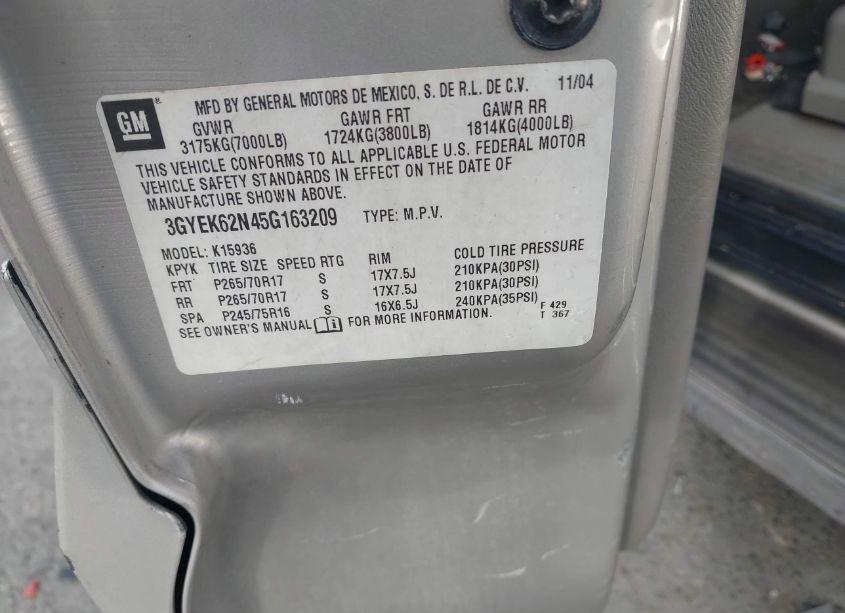 GM
MFD BY GENERAL MOTORS DE MEXICO, S. DE R.L. DE C.V. 11/04
GVWR GAWR FRT GAWR RR
3175KG(7000LB) 1724KG(3800LB) 1814KG(4000LB)
THIS VEHICLE CONFORMS TO ALL APPLICABLE U.S. FEDERAL MOTOR
VEHICLE SAFETY STANDARDS IN EFFECT ON THE DATE OF
MANUFACTURE SHOWN ABOVE.
3GYEK62N45G163209 TYPE: M.P.V.
MODEL: K15936
KPYK TIRE SIZE SPEED RTG RIM COLD TIRE PRESSURE
FRT P265/70R17 S 17X7.5J 210KPA(30PSI)
RR P265/70R17 S 17X7.5J 210KPA(30PSI)
SPA P245/75R16 S 16X6.5J 240KPA(35PSI)
SEE OWNER'S MANUAL FOR MORE INFORMATION.
F 429
T 367